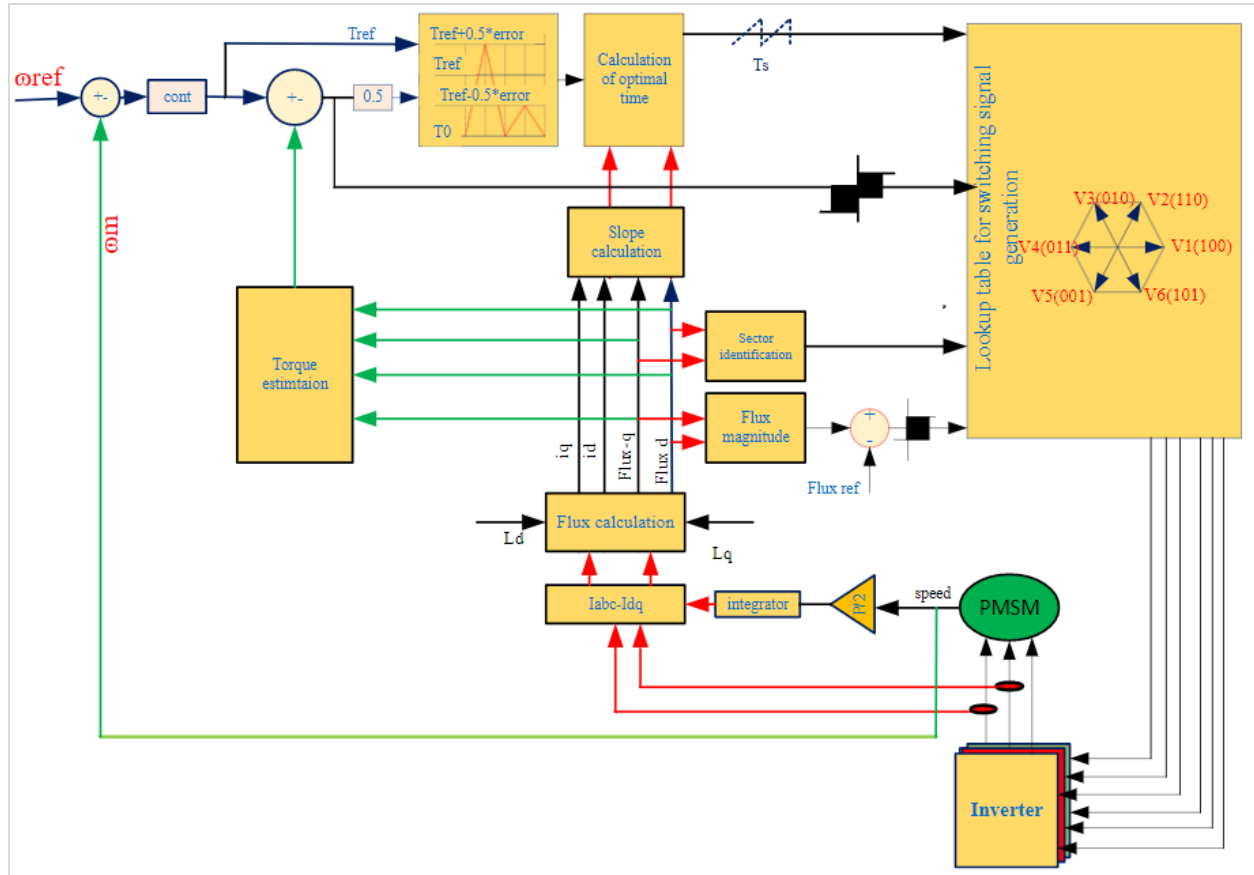 Tref
Tref+0.5*error
Tref
Tref-0.5*error
T0
Calculation
of optimal
time
Ts
ωref
+-
cont
+-
0.5
Lookup table for switching signal
generation
V3(010)
V2(110)
V4(011)
V1(100)
V5(001)
V6(101)
ωm
Slope
calculation
Torque
estimtaion
Sector
identification
Flux
magnitude
+
-
Flux ref
iq
id
Flux-q
Flux d
Flux calculation
Ld
Lq
Iabc-Idq
integrator
P/2
speed
PMSM
Inverter